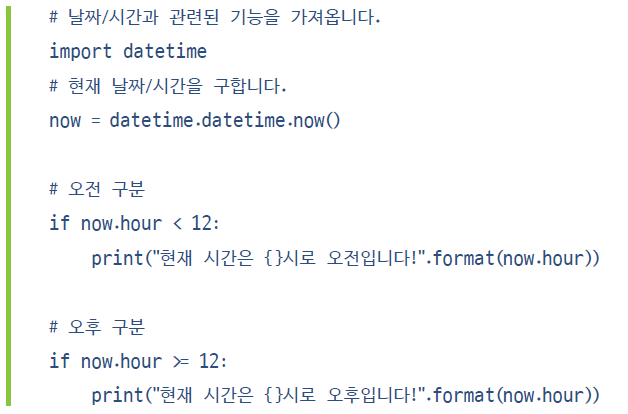 # 날짜/시간과 관련된 기능을 가져옵니다.
import datetime
# 현재 날짜/시간을 구합니다.
now = datetime.datetime.now()

# 오전 구분
if now.hour < 12:
    print("현재 시간은 {}시로 오전입니다!".format(now.hour))

# 오후 구분
if now.hour >= 12:
    print("현재 시간은 {}시로 오후입니다!".format(now.hour))